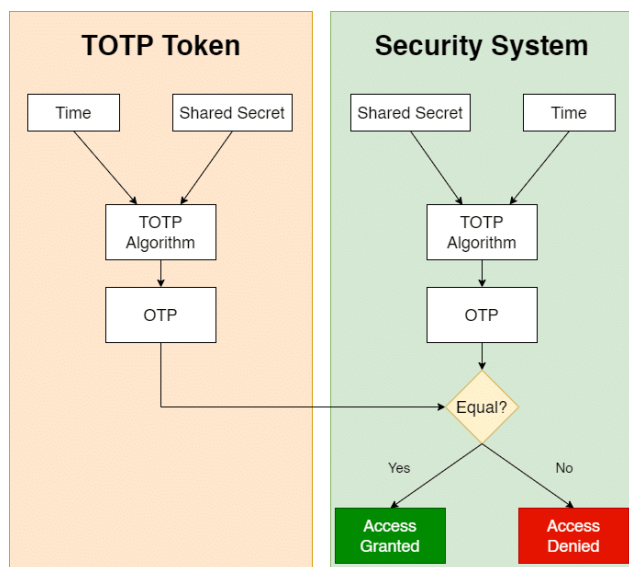 TOTP Token
Security System
Time
Shared Secret
Shared Secret
Time
TOTP
Algorithm
TOTP
Algorithm
OTP
OTP
Equal?
Yes
No
Access
Granted
Access
Denied